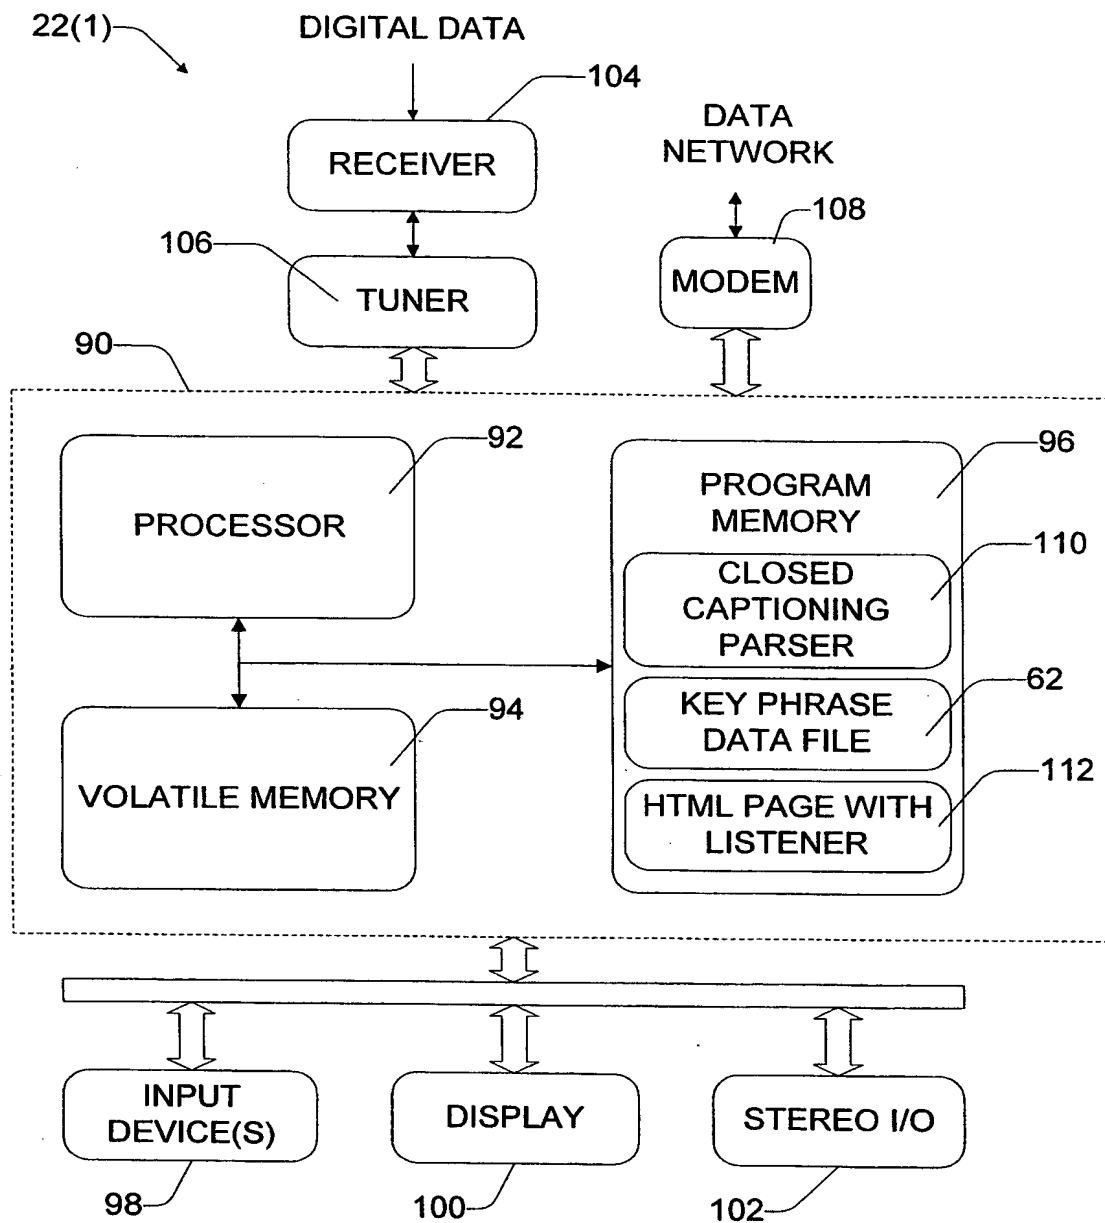 22(1)
DIGITAL DATA
104
RECEIVER
DATA
NETWORK
108
106
TUNER
MODEM
90
92
PROCESSOR
96
PROGRAM
MEMORY
110
CLOSED
CAPTIONING
PARSER
62
KEY PHRASE
DATA FILE
94
VOLATILE MEMORY
112
HTML PAGE WITH
LISTENER
INPUT
DEVICE(S)
DISPLAY
STEREO I/O
98
100
102